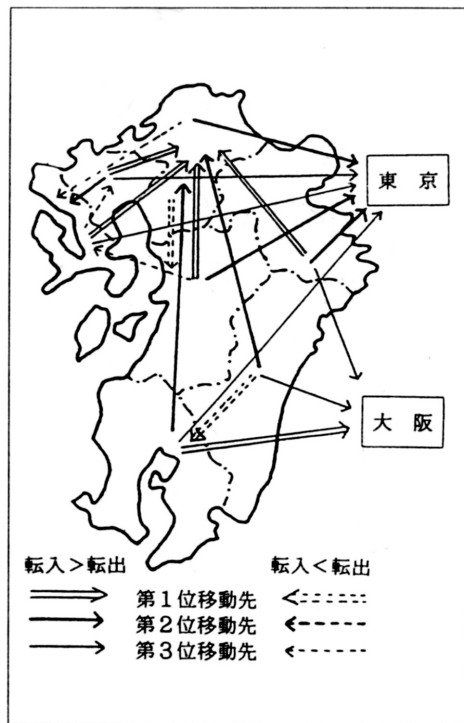 東 京
大 阪
転入＞転出 転入＜転出
第1位移動先
第2位移動先
第3位移動先